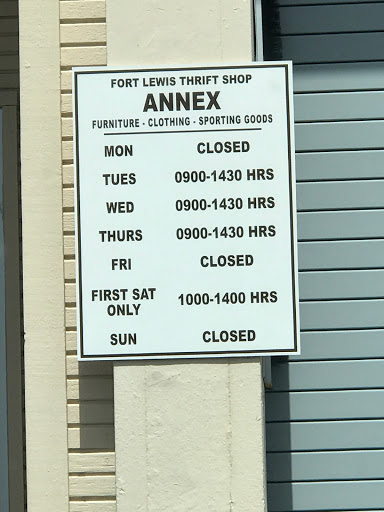 FORT LEWIS THRIFT SHOP
ANNEX
FURNITURE - CLOTHING - SPORTING GOODS
MON CLOSED
TUES 0900-1430 HRS
WED 0900-1430 HRS
THURS 0900-1430 HRS
FRI CLOSED
FIRST SAT
ONLY 1000-1400 HRS
SUN CLOSED